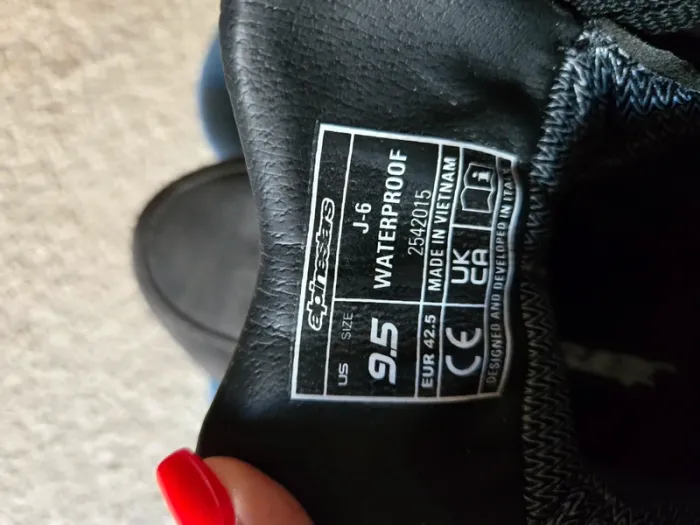 alpinestars
US SIZE
J-6
9.5
WATERPROOF
2542015
EUR 42.5
MADE IN VIETNAM
CE
UK
CA
DESIGNED AND DEVELOPED IN ITALY